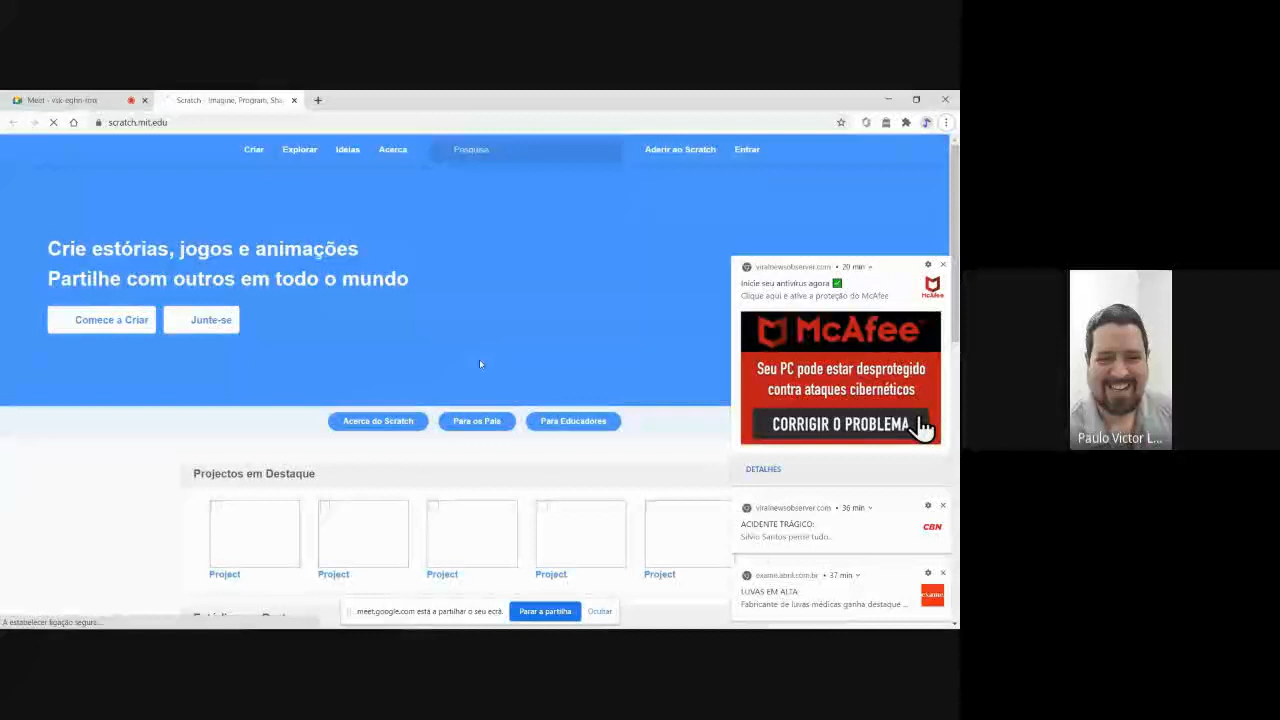 Meet - vsk-eghn-
Scratch - Imagine, Program, Sha
scratch.mit.edu
Criar
Explorar
Ideias
Acerca
Pesquisa
Aderir ao Scratch
Entrar
Crie estórias, jogos e animações
Partilhe com outros em todo o mundo
Comece a Criar
Junte-se
Acerca do Scratch
Para os Pais
Para Educadores
Projectos em Destaque
Project
Project
Project
Project
Project
viralnewsobserver.com • 20 min
Inicie seu antivírus agora ✅
Clique aqui e ative a proteção do McAfee
McAfee
McAfee
Seu PC pode estar desprotegido
contra ataques cibernéticos
CORRIGIR O PROBLEMA
DETALHES
viralnewsobserver.com • 36 min
ACIDENTE TRÁGICO:
Silvio Santos perder tudo..
CBN
exame.abril.com.br • 37 min
LUVAS EM ALTA
Fabricante de luvas médicas ganha destaque ...
exame.
meet.google.com está a partilhar o seu ecrã.
Parar a partilha
Ocultar
A estabelecer ligação segura...
Paulo Victor L...